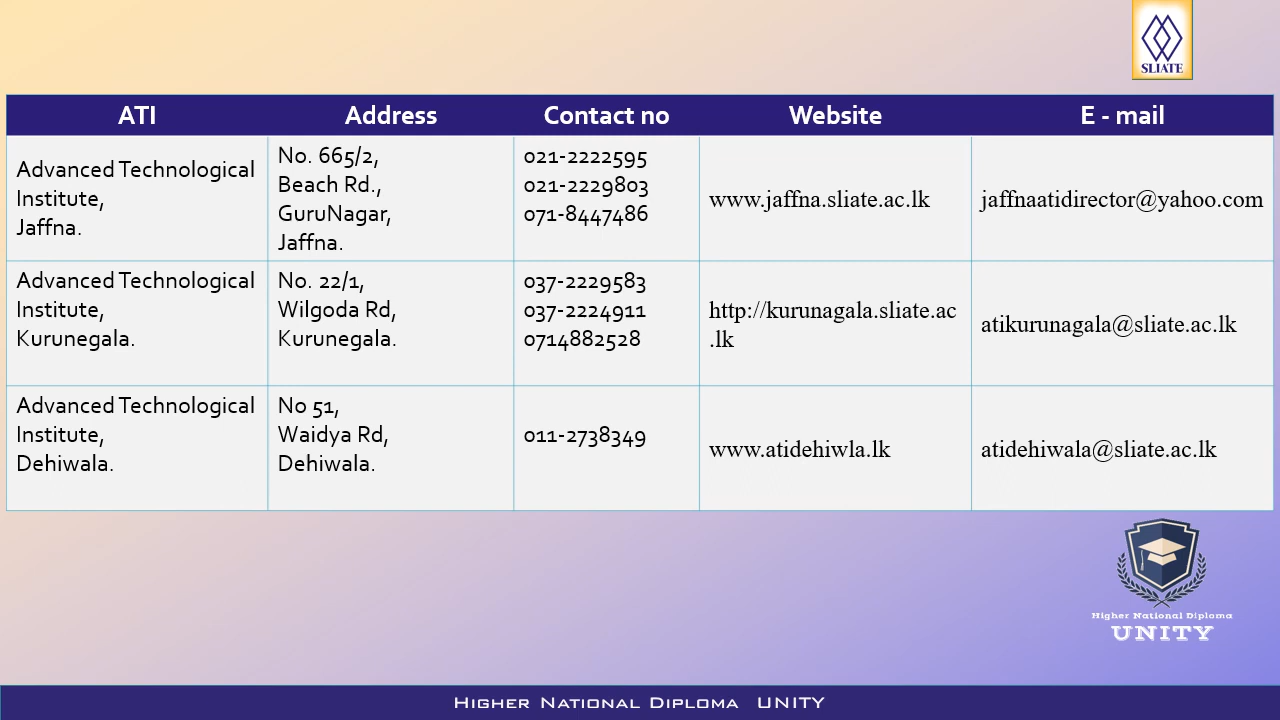 SLIATE
ATI Address Contact no Website E - mail
Advanced Technological
Institute,
Jaffna.
No. 665/2,
Beach Rd.,
GuruNagar,
Jaffna.
021-2222595
021-2229803
071-8447486
www.jaffna.sliate.ac.lk
jaffnaatidirector@yahoo.com
Advanced Technological
Institute,
Kurunegala.
No. 22/1,
Wilgoda Rd,
Kurunegala.
037-2229583
037-2224911
0714882528
http://kurunagala.sliate.ac
.lk
atikurunagala@sliate.ac.lk
Advanced Technological
Institute,
Dehiwala.
No 51,
Waidya Rd,
Dehiwala.
011-2738349
www.atidehiwla.lk
atidehiwala@sliate.ac.lk
Higher National Diploma
UNITY
Higher National Diploma UNITY